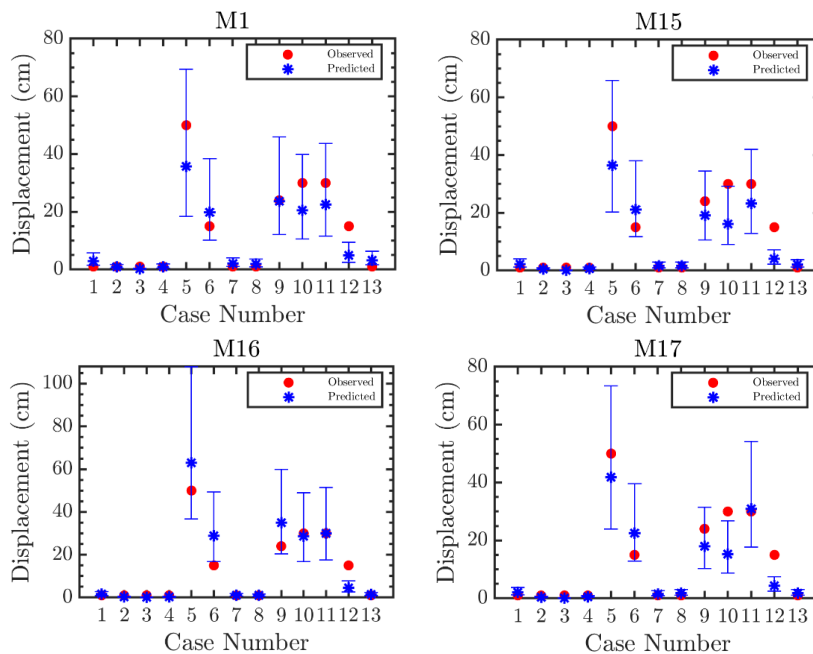 M1
80
60
40
20
0
Displacement (cm)
Observed
Predicted
1 2 3 4 5 6 7 8 9 10 11 12 13
Case Number
M15
80
60
40
20
0
Displacement (cm)
Observed
Predicted
1 2 3 4 5 6 7 8 9 10 11 12 13
Case Number
M16
100
80
60
40
20
0
Displacement (cm)
Observed
Predicted
1 2 3 4 5 6 7 8 9 10 11 12 13
Case Number
M17
80
60
40
20
0
Displacement (cm)
Observed
Predicted
1 2 3 4 5 6 7 8 9 10 11 12 13
Case Number